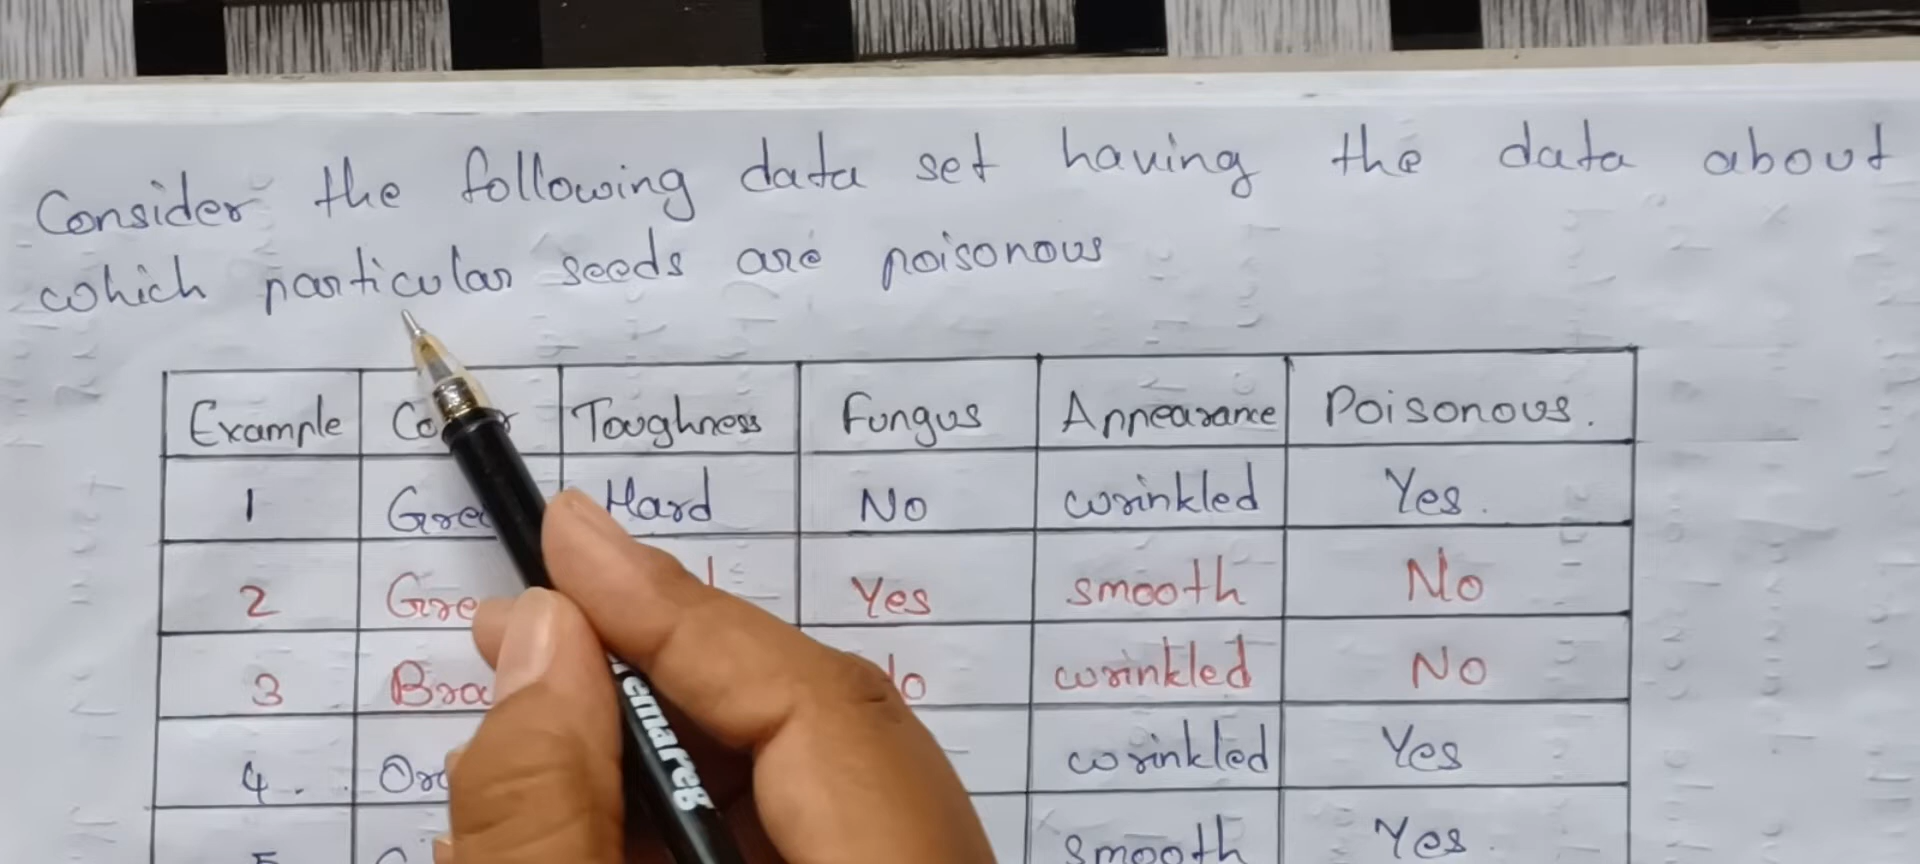 Consider the following data set having the data about
which particular seeds are poisonous
Example Toughness Fungus Appearance Poisonous.
1 Hard No wrinkled Yes.
2 Yes smooth No
3 wrinkled No
4. wrinkled Yes
smooth Yes.